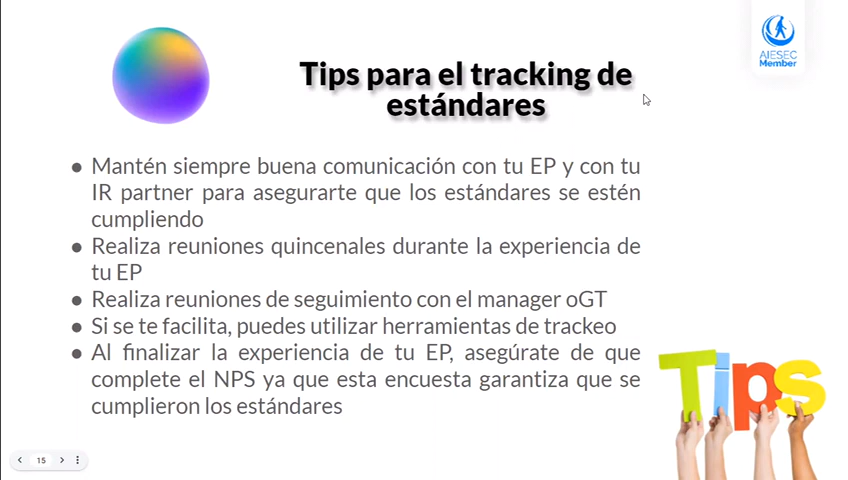 AIESEC
Member
Tips para el tracking de
estándares
● Mantén siempre buena comunicación con tu EP y con tu
IR partner para asegurarte que los estándares se estén
cumpliendo
● Realiza reuniones quincenales durante la experiencia de
tu EP
● Realiza reuniones de seguimiento con el manager oGT
● Si se te facilita, puedes utilizar herramientas de trackeo
● Al finalizar la experiencia de tu EP, asegúrate de que
complete el NPS ya que esta encuesta garantiza que se
cumplieron los estándares
Tips
15